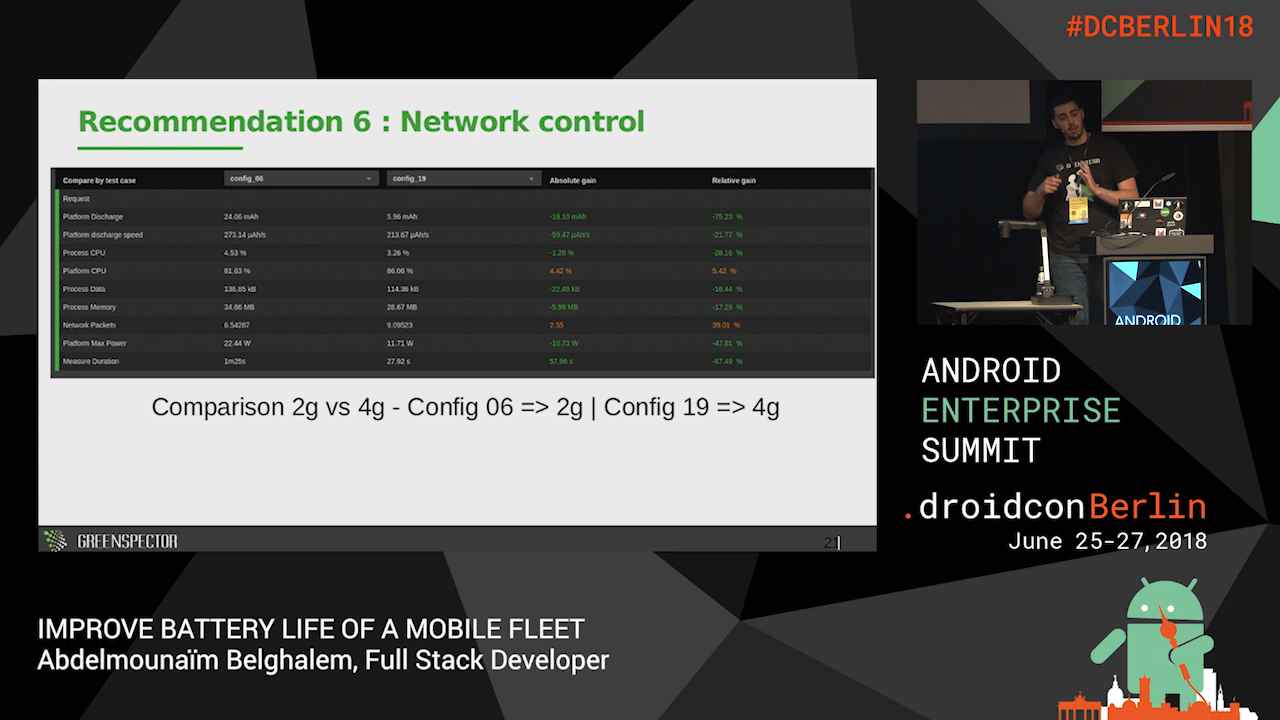 #DCBERLIN18
Recommendation 6 : Network control
Compare by test case config_06 config_19 Absolute gain Relative gain
Request
Platform Discharge 24.06 mAh 5.96 mAh -18.10 mAh -75.23 %
Platform discharge speed 273.14 µAh/s 213.67 µAh/s -59.47 µAh/s -21.77 %
Process CPU 4.53 % 3.26 % -1.28 % -28.16 %
Platform CPU 81.63 % 86.06 % 4.42 % 5.42 %
Process Data 136.85 kB 114.36 kB -22.49 kB -16.44 %
Process Memory 34.66 MB 28.67 MB -5.99 MB -17.29 %
Network Packets 6.54287 9.09523 2.55 39.01 %
Platform Max Power 22.44 W 11.71 W -10.73 W -47.81 %
Measure Duration 1m25s 27.92 s 57.96 s -67.49 %
Comparison 2g vs 4g - Config 06 => 2g | Config 19 => 4g
GREENSPECTOR
ANDROID
ANDROID
ENTERPRISE
SUMMIT
.droidconBerlin
June 25-27,2018
IMPROVE BATTERY LIFE OF A MOBILE FLEET
Abdelmounaïm Belghalem, Full Stack Developer